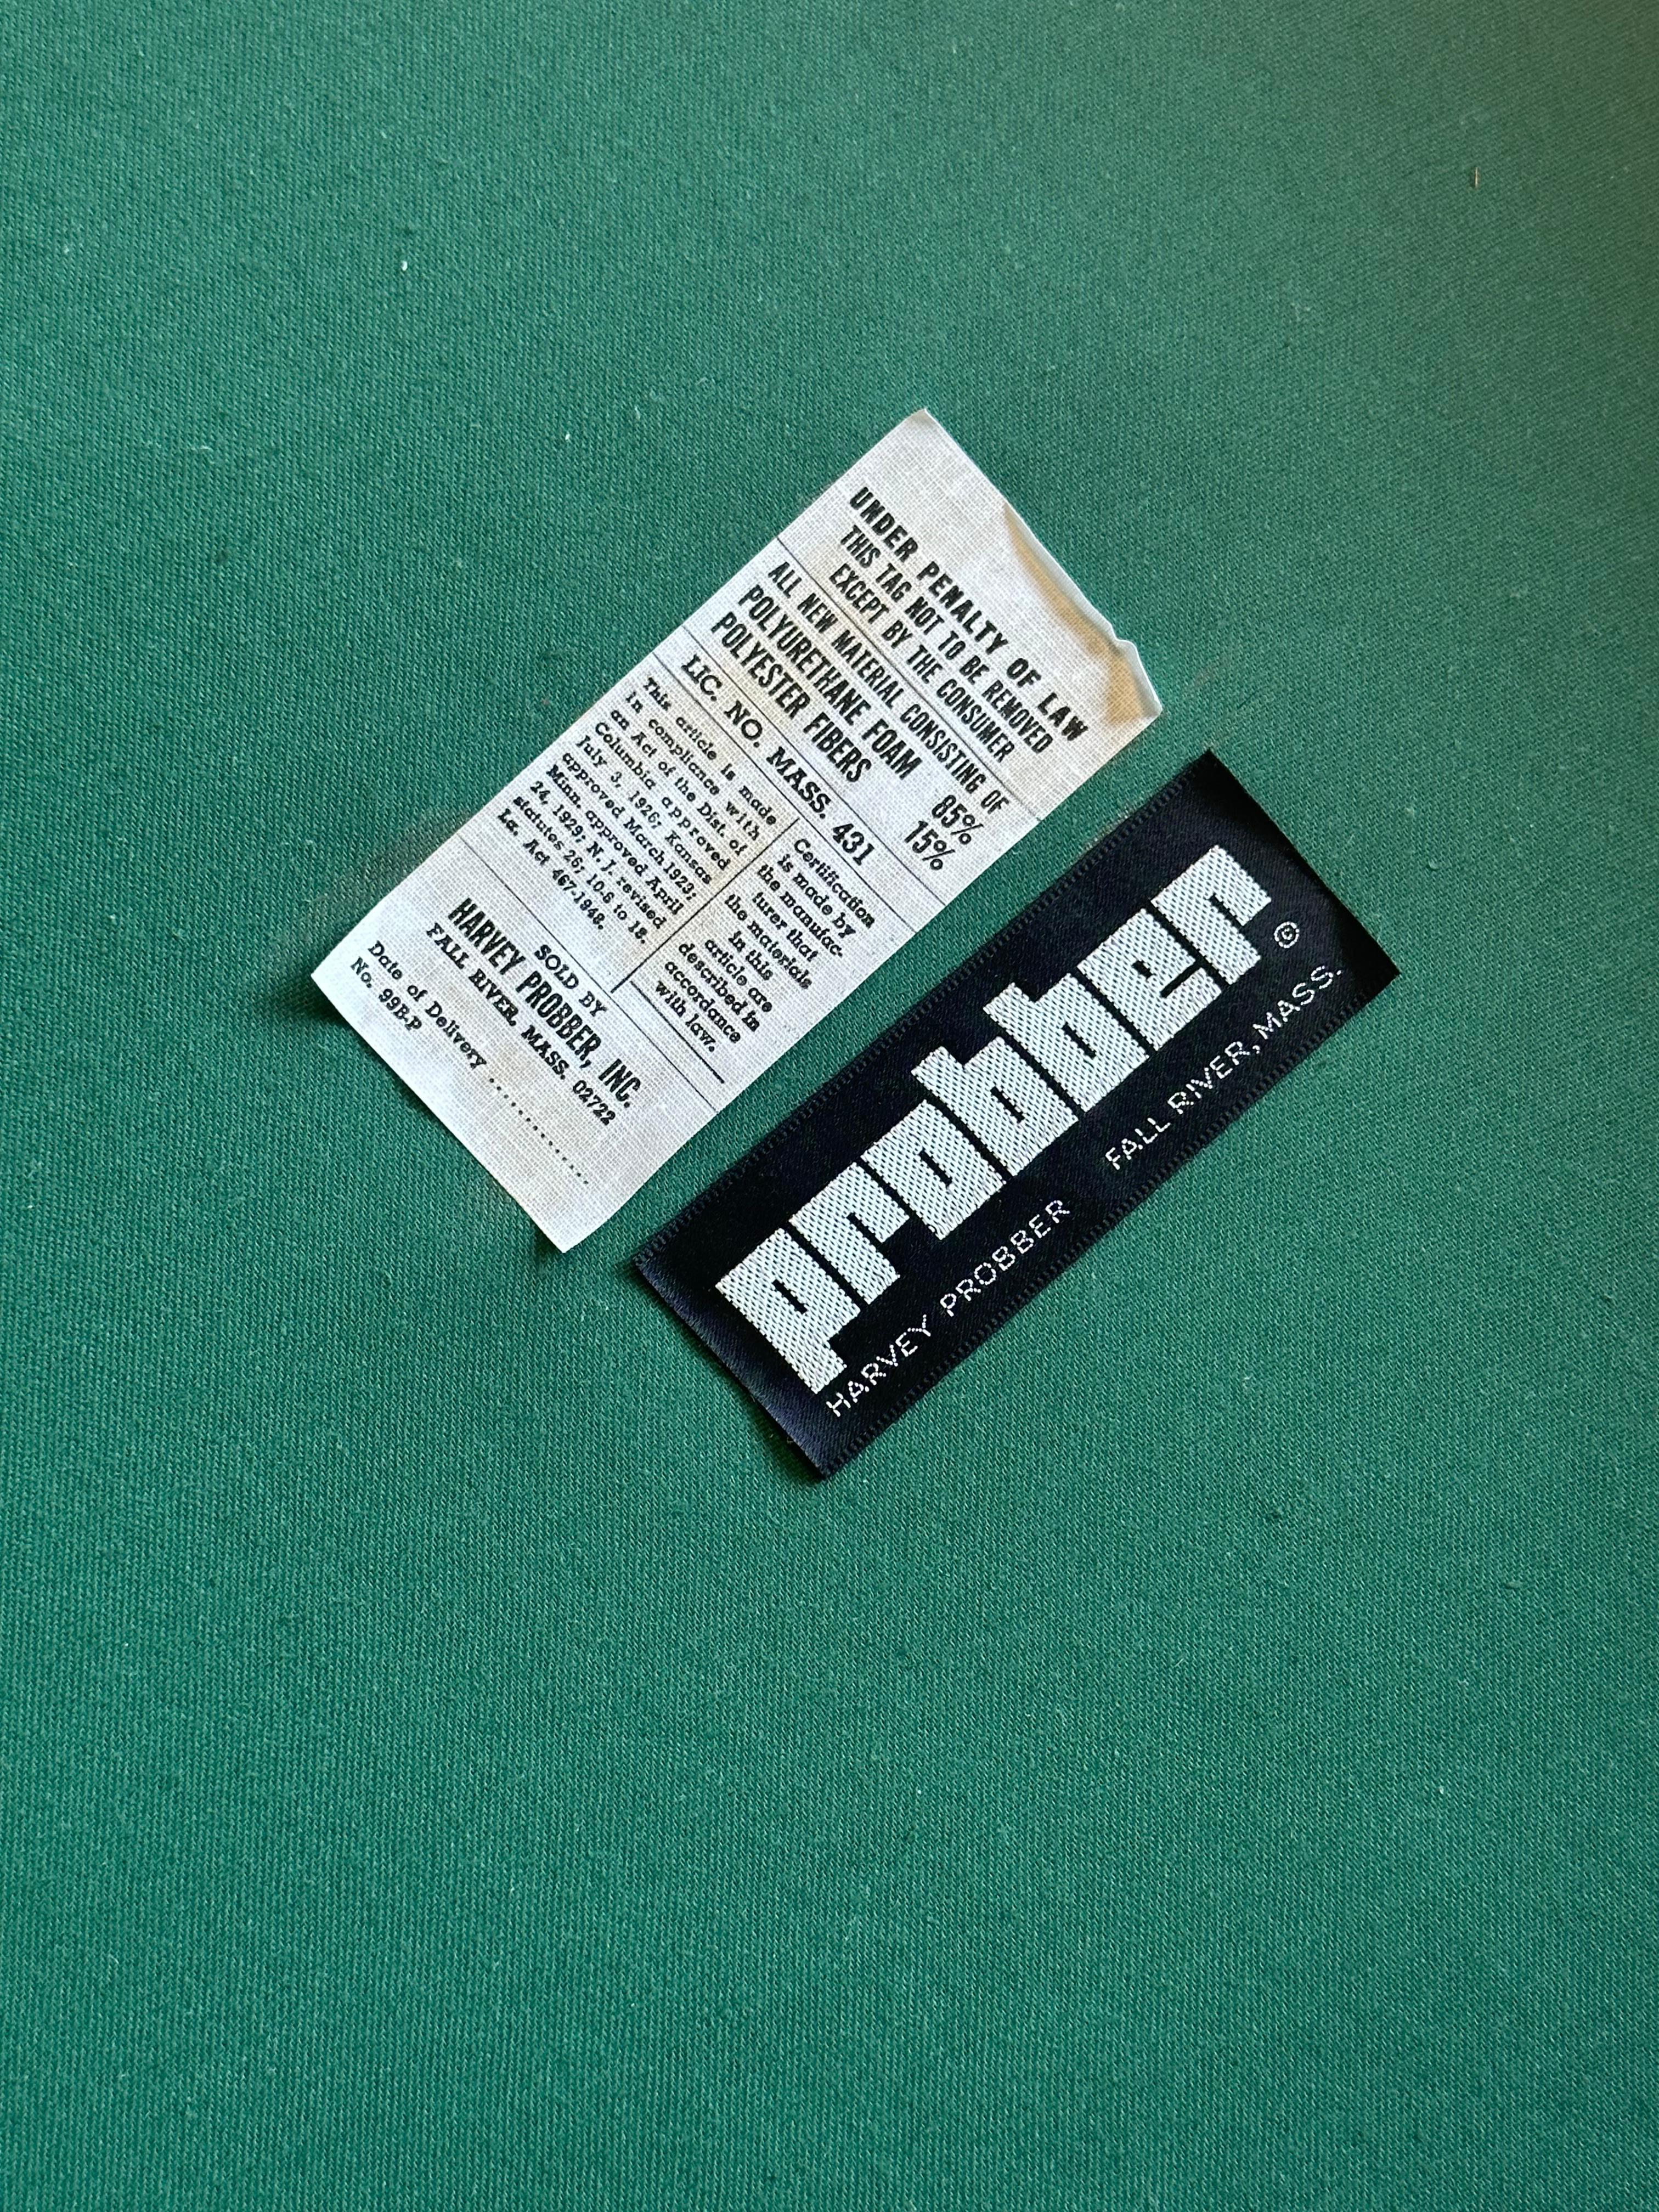 UNDER PENALTY OF LAW
THIS TAG NOT TO BE REMOVED
EXCEPT BY THE CONSUMER
ALL NEW MATERIAL CONSISTING OF
POLYURETHANE FOAM 85%
POLYESTER FIBERS 15%
LIC. NO. MASS. 431
This article is made
in compliance with
an Act of the Dist. of
Columbia approved
July 3, 1926; Kansas
approved March 1923;
Minn. approved April
24, 1929; N. J. revised
statutes 26; 10-6 to 18.
La. Act 467-1948.
Certification
is made by
the manufac-
turer that
the materials
in this
article are
described in
accordance
with law.
SOLD BY
HARVEY PROBBER, INC.
FALL RIVER, MASS. 02722
Date of Delivery ..............
No. 99B.P
probber ©
HARVEY PROBBER FALL RIVER, MASS.